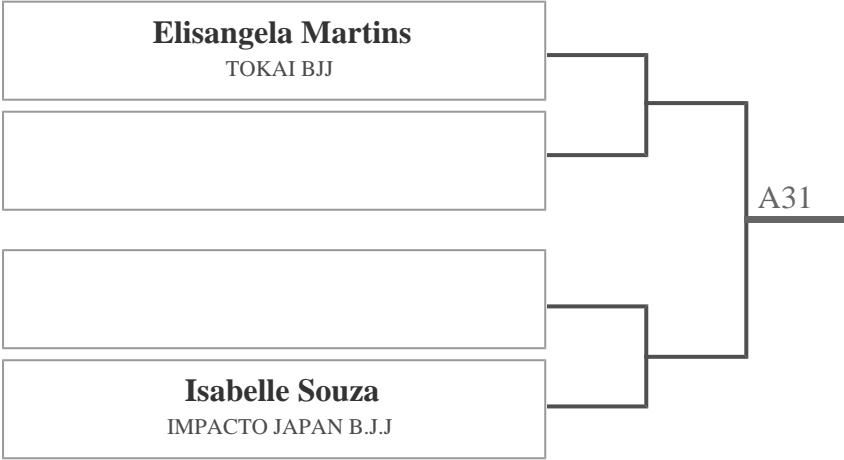 Elisangela Martins
TOKAI BJJ
A31
Isabelle Souza
IMPACTO JAPAN B.J.J